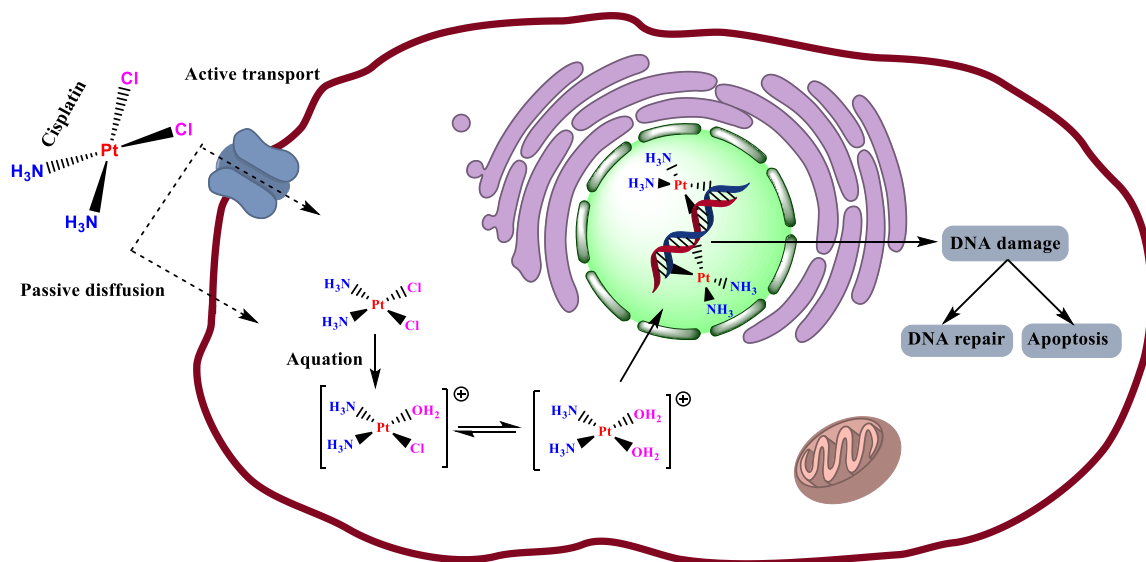 Cl
Active transport
Cisplatin
Cl
Pt
H₃N
H₃N
Passive disffusion
H₃N
Cl
Pt
H₃N
Cl
Aquation
H₃N
OH₂
Pt
H₃N
Cl
⊕
H₃N
OH₂
Pt
H₃N
OH₂
⊕
H₃N
H₃N
Pt
Pt
NH₃
NH₃
DNA damage
DNA repair
Apoptosis